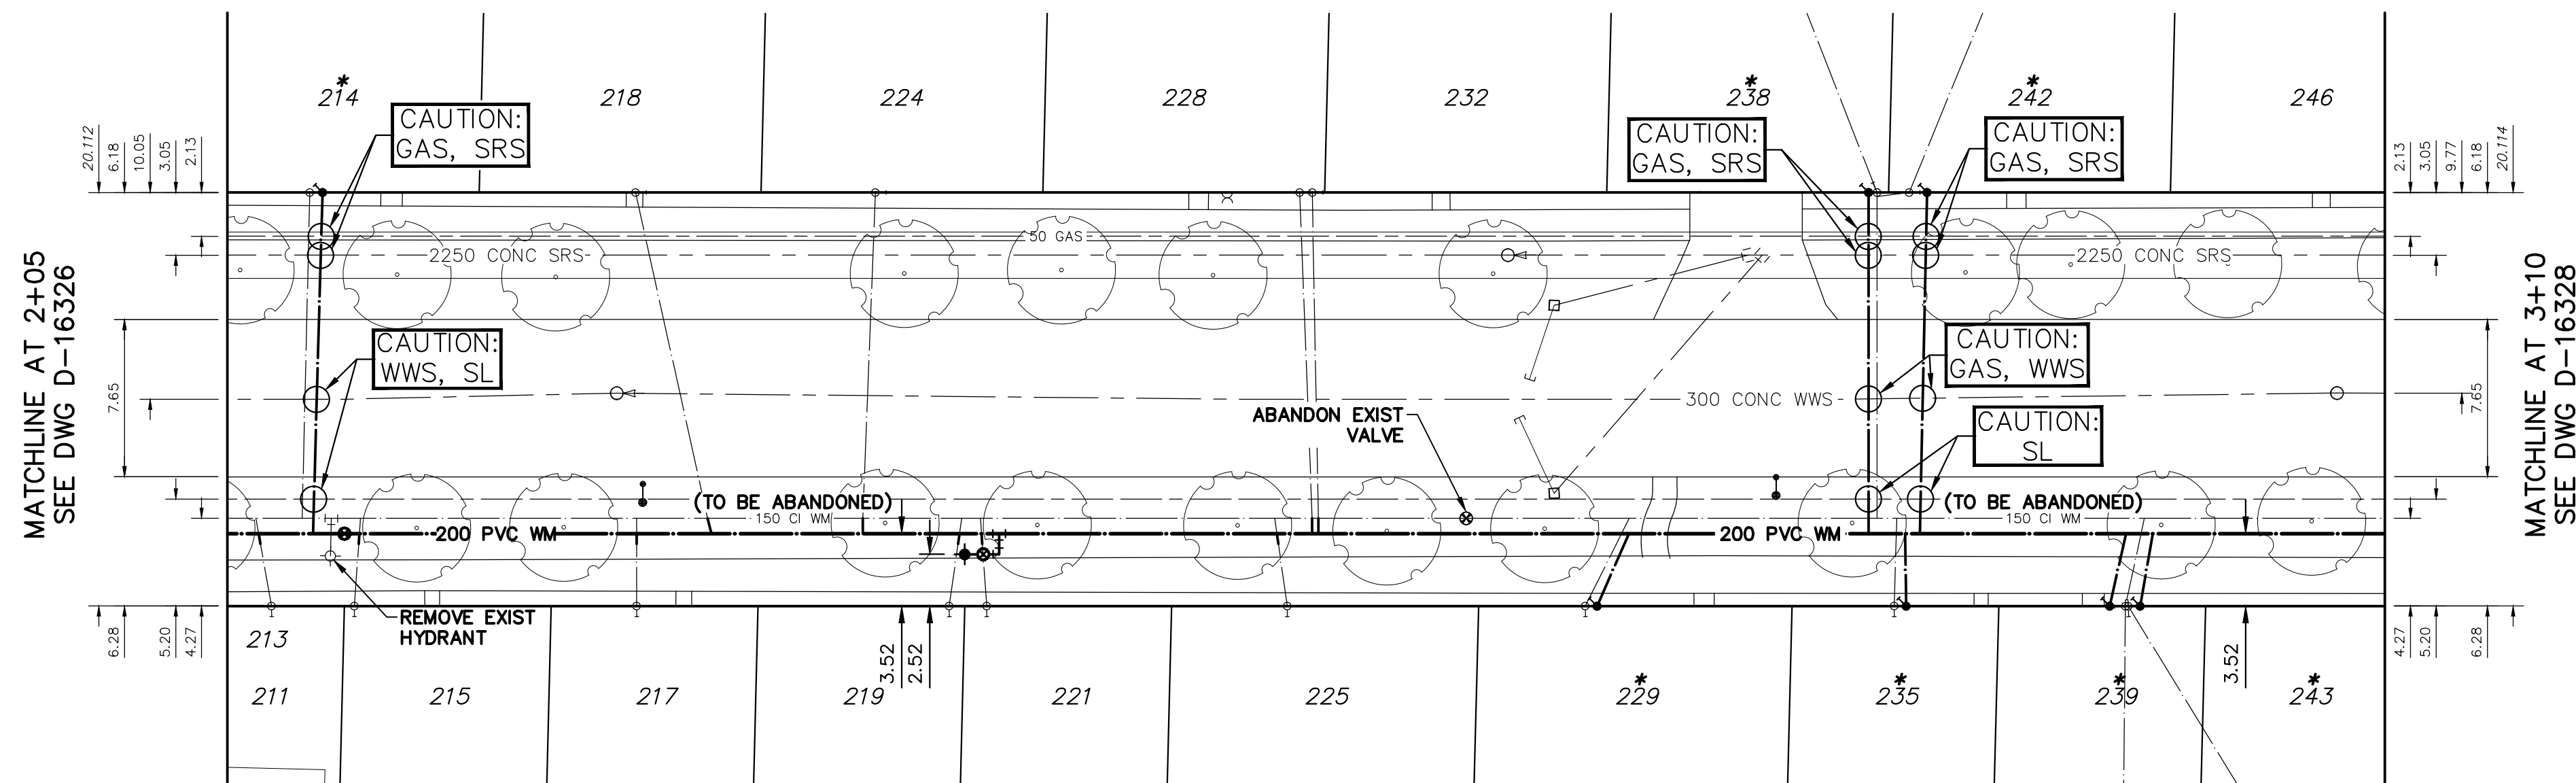 MATCHLINE AT 2+05
SEE DWG D-16326
20.112
6.18
10.05
3.05
2.13
7.65
6.28
5.20
4.27
*
214
218
224
228
232
*
238
*
242
246
CAUTION:
GAS, SRS
CAUTION:
GAS, SRS
CAUTION:
GAS, SRS
50 GAS
2250 CONC SRS
2250 CONC SRS
CAUTION:
WWS, SL
CAUTION:
GAS, WWS
300 CONC WWS
ABANDON EXIST
VALVE
CAUTION:
SL
(TO BE ABANDONED)
150 CI WM
(TO BE ABANDONED)
150 CI WM
200 PVC WM
200 PVC WM
REMOVE EXIST
HYDRANT
3.52
2.52
3.52
213
211
215
217
219
221
225
*
229
*
235
*
239
*
243
2.13
3.05
9.77
6.18
20.114
7.65
4.27
5.20
6.28
MATCHLINE AT 3+10
SEE DWG D-16328